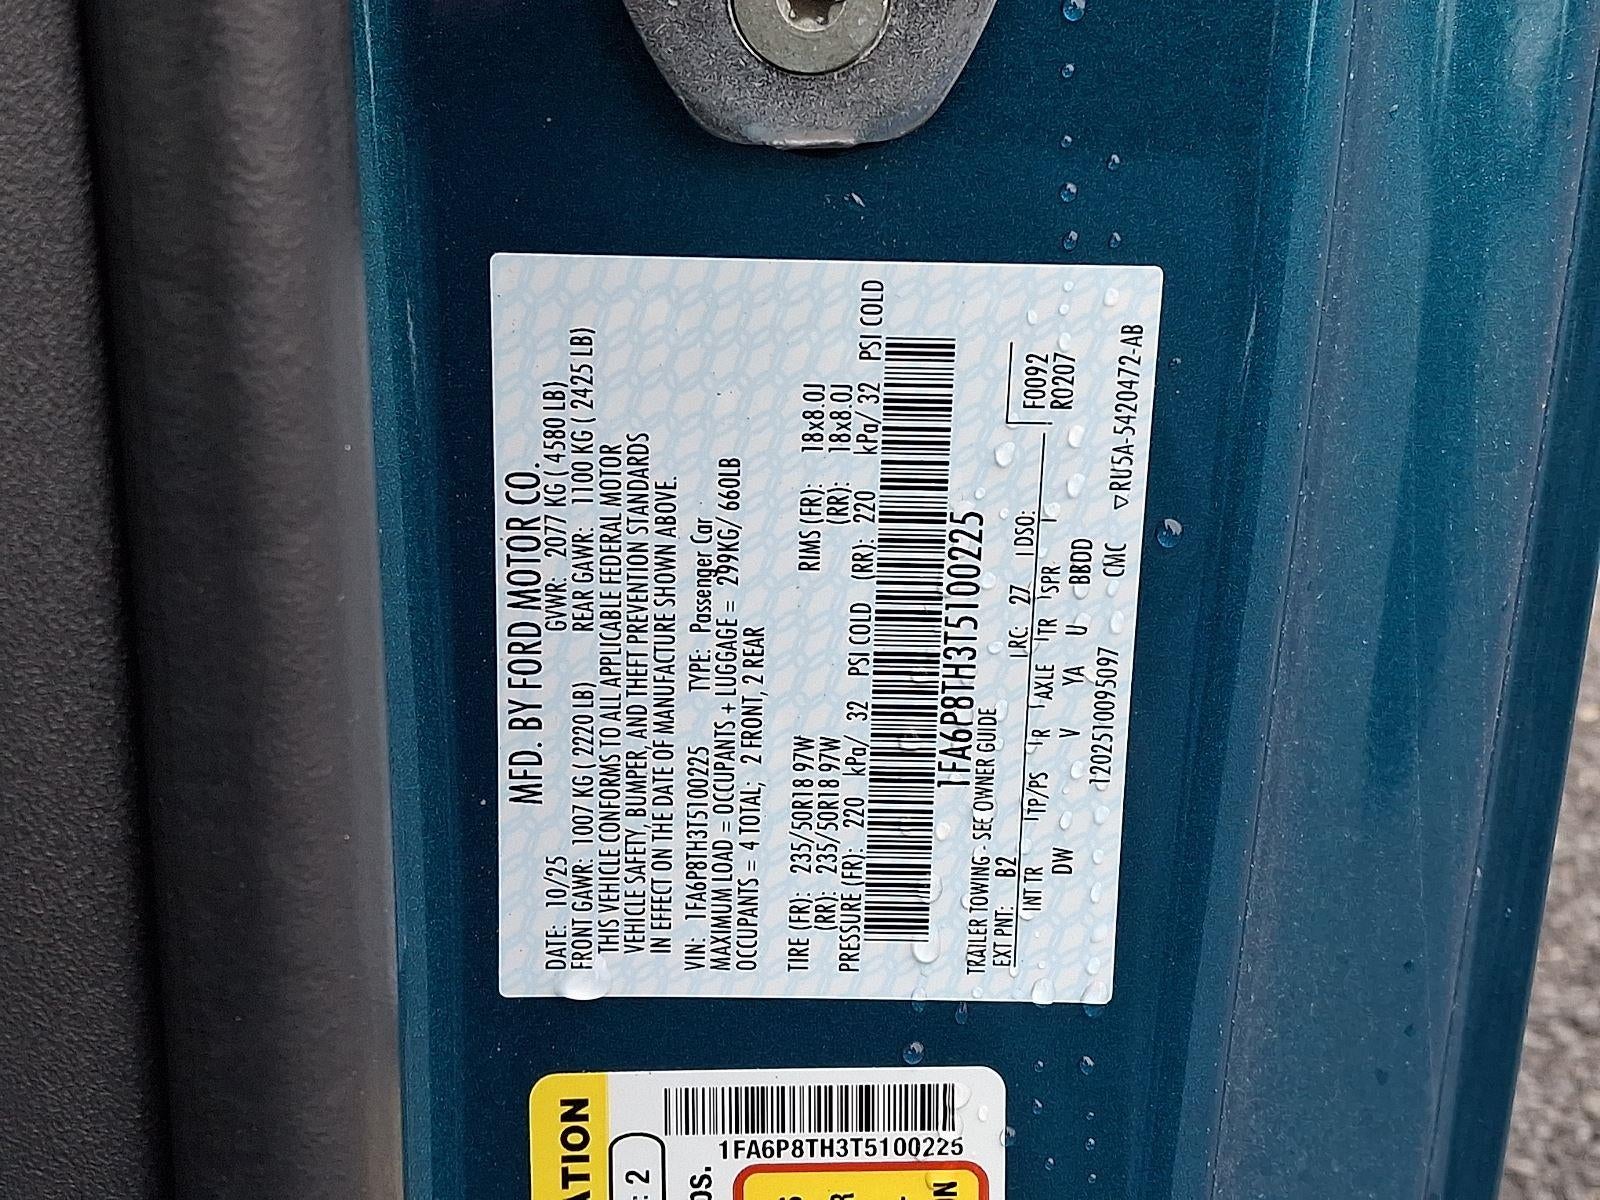 MFD. BY FORD MOTOR CO.
DATE: 10/25 GVWR: 2077 KG ( 4580 LB)
FRONT GAWR: 1007 KG ( 2220 LB) REAR GAWR: 1100 KG ( 2425 LB)
THIS VEHICLE CONFORMS TO ALL APPLICABLE FEDERAL MOTOR
VEHICLE SAFETY, BUMPER, AND THEFT PREVENTION STANDARDS
IN EFFECT ON THE DATE OF MANUFACTURE SHOWN ABOVE.
VIN: 1FA6P8TH3T5100225 TYPE: Passenger Car
MAXIMUM LOAD = OCCUPANTS + LUGGAGE = 299KG/ 660LB
OCCUPANTS = 4 TOTAL; 2 FRONT, 2 REAR
TIRE (FR): 235/50R18 97W RIMS (FR): 18x8.0J
(RR): 235/50R18 97W (RR): 18x8.0J
PRESSURE (FR): 220 kPa/ 32 PSI COLD (RR): 220 kPa/ 32 PSI COLD
1FA6P8TH3T5100225
TRAILER TOWING - SEE OWNER GUIDE
EXT PNT: B2 RC: 27 DSO: F0092
INT TR TP/PS R AXLE TR SPR R0207
DW V YA U BBDD
1202510095097 CMC ▽RU5A-5420472-AB
ATION
: 2
1FA6P8TH3T5100225
OS.